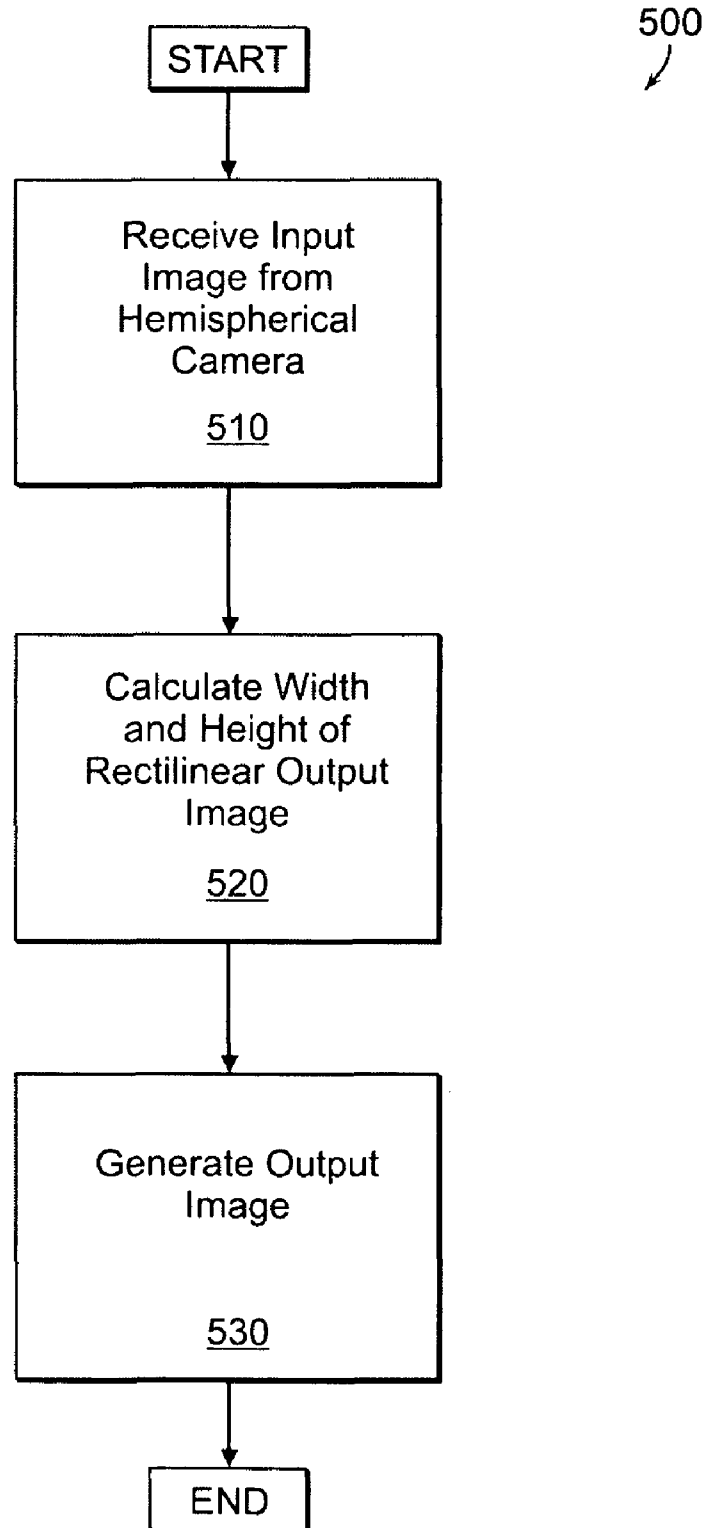 500
START
Receive Input
Image from
Hemispherical
Camera
510
Calculate Width
and Height of
Rectilinear Output
Image
520
Generate Output
Image
530
END